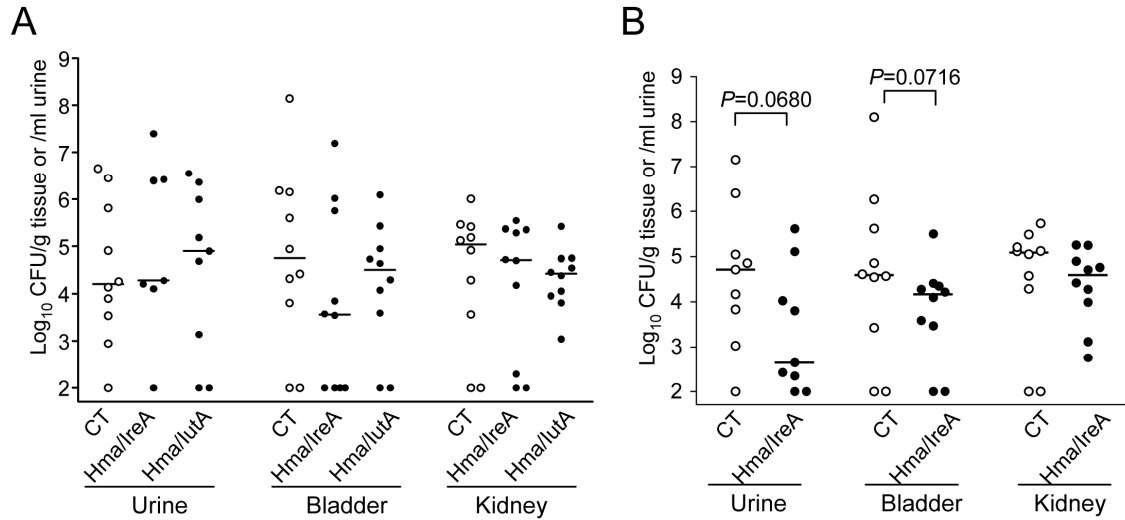 A
Log10 CFU/g tissue or /ml urine
9
8
7
6
5
4
3
2
CT
Hma/IreA
Hma/IutA
CT
Hma/IreA
Hma/IutA
CT
Hma/IreA
Hma/IutA
Urine
Bladder
Kidney
B
Log10 CFU/g tissue or /ml urine
9
8
7
6
5
4
3
2
P=0.0680
P=0.0716
CT
Hma/IreA
CT
Hma/IreA
CT
Hma/IreA
Urine
Bladder
Kidney